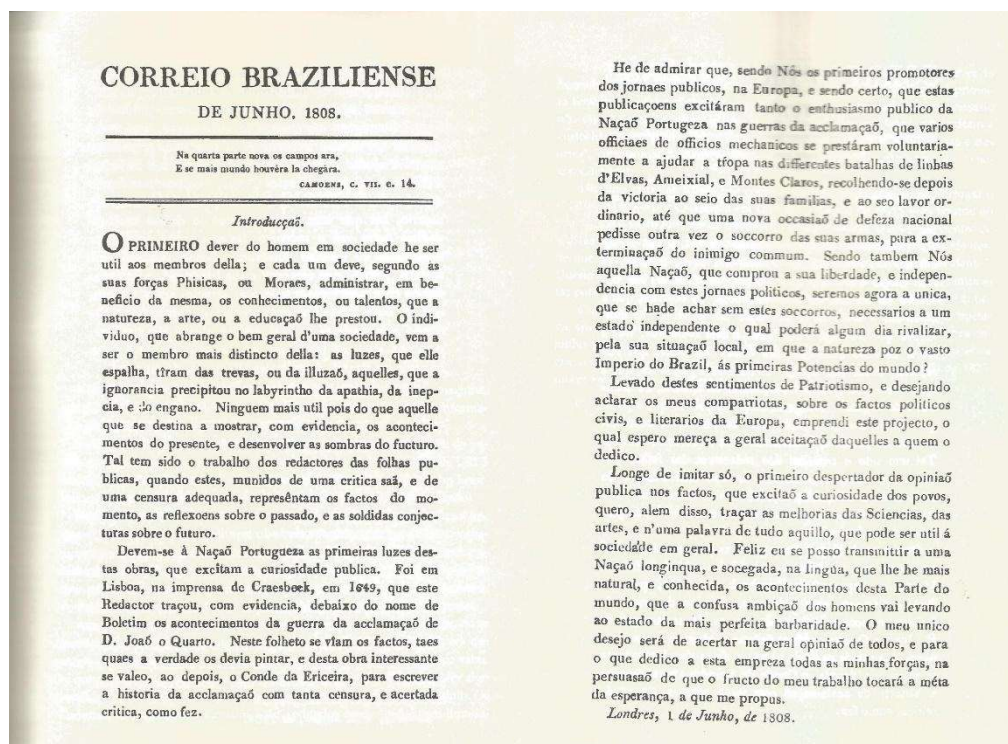 CORREIO BRAZILIENSE
DE JUNHO. 1808.
Na quarta parte nova os campos ara,
E se mais mundo houvéra la chegára.
CAMOENS, C. VII. e. 14.
Introducçaõ.
O PRIMEIRO dever do homem em sociedade he ser
util aos membros della; e cada um deve, segundo as
suas forças Phisicas, ou Moraes, administrar, em be-
neficio da mesma, os conhecimentos, ou talentos, que a
natureza, a arte, ou a educaçaõ lhe prestou. O indi-
viduo, que abrange o bem geral d'uma sociedade, vem a
ser o membro mais distincto della: as luzes, que elle
espalha, tîram das trevas, ou da illuzaõ, aquelles, que a
ignorancia precipitou no labyrintho da apathia, da inep-
cia, e do engano. Ninguem mais util pois do que aquelle
que se destina a mostrar, com evidencia, os aconteci-
mentos do presente, e desenvolver as sombras do fucturo.
Tal tem sido o trabalho dos redactores das folhas pu-
blicas, quando estes, munidos de uma critica saã, e de
uma censura adequada, represêntam os factos do mo-
mento, as reflexoens sobre o passado, e as soldidas conjec-
turas sobre o futuro.
Devem-se à Naçaõ Portugueza as primeiras luzes des-
tas obras, que excîtam a curiosidade publica. Foi em
Lisboa, na imprensa de Craesbeek, em 1649, que este
Redactor traçou, com evidencia, debaixo do nome de
Boletim os acontecimentos da guerra da acclamaçaõ de
D. Joaõ o Quarto. Neste folheto se vîam os factos, taes
quaes a verdade os devia pintar, e desta obra interessante
se valeo, ao depois, o Conde da Ericeira, para escrever
a historia da acclamaçaõ com tanta censura, e acertada
critica, como fez.
He de admirar que, sendo Nós os primeiros promotores
dos jornaes publicos, na Europa, e sendo certo, que estas
publicaçoens excitáram tanto o enthusiasmo publico da
Naçaõ Portugeza nas guerras da acclamaçaõ, que varios
officiaes de officios mechanicos se prestáram voluntaria-
mente a ajudar a trópa nas differentes batalhas de linhas
d'Elvas, Ameixial, e Montes Claros, recolhendo-se depois
da victoria ao seio das suas familias, e ao seo lavor or-
dinario, até que uma nova occasiaõ de defeza nacional
pedisse outra vez o soccorro das suas armas, para a ex-
terminaçaõ do inimigo commum. Sendo tambem Nós
aquella Naçaõ, que comprou a sua liberdade, e indepen-
dencia com estes jornaes politicos, seremos agora a unica,
que se hade achar sem estes soccorros, necessarios a um
estado independente o qual poderá algum dia rivalizar,
pela sua situaçaõ local, em que a natureza poz o vasto
Imperio do Brazil, ás primeiras Potencias do mundo?
Levado destes sentimentos de Patriotismo, e desejando
aclarar os meus compatriotas, sobre os factos politicos
civis, e literarios da Europa, emprendi este projecto, o
qual espero mereça a geral aceitaçaõ daquelles a quem o
dedico.
Longe de imitar só, o primeiro despertador da opiniaõ
publica nos factos, que excitaõ a curiosidade dos povos,
quero, alem disso, traçar as melhorias das Sciencias, das
artes, e n'uma palavra de tudo aquillo, que pode ser util á
sociedade em geral. Feliz eu se posso transmittir a uma
Naçaõ longinqua, e socegada, na lingua, que lhe he mais
natural, e conhecida, os acontecimentos desta Parte do
mundo, que a confusa ambiçaõ dos homens vai levando
ao estado da mais perfeita barbaridade. O meu unico
desejo será de acertar na geral opiniaõ de todos, e para
o que dedico a esta empreza todas as minhas forças, na
persuasaõ de que o fructo do meu trabalho tocará a méta
da esperança, a que me propus.
Londres, 1 de Junho, de 1808.